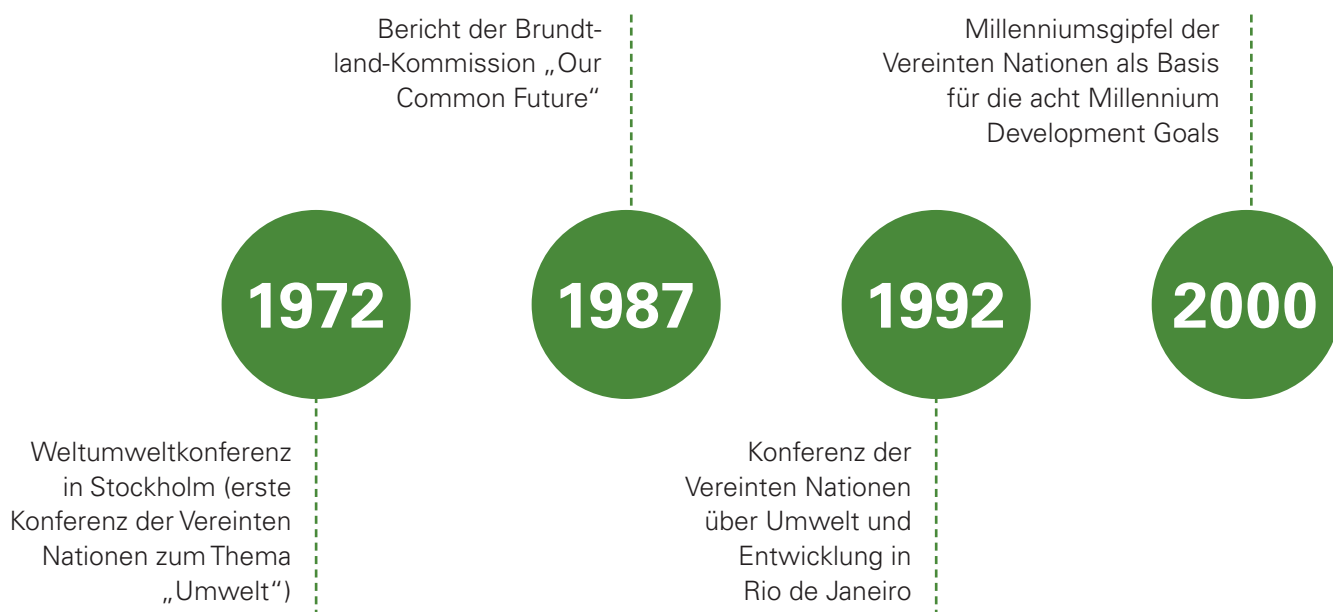 Bericht der Brundt-
land-Kommission „Our
Common Future“
Millenniumsgipfel der
Vereinten Nationen als Basis
für die acht Millennium
Development Goals
1972
1987
1992
2000
Weltumweltkonferenz
in Stockholm (erste
Konferenz der Vereinten
Nationen zum Thema
„Umwelt“)
Konferenz der
Vereinten Nationen
über Umwelt und
Entwicklung in
Rio de Janeiro